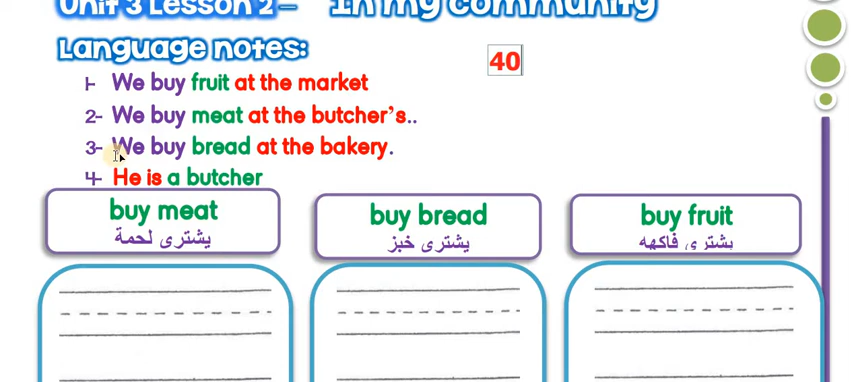 Unit 3 Lesson 2 – In my community
Language notes:
40
1- We buy fruit at the market
2- We buy meat at the butcher's..
3- We buy bread at the bakery.
4- He is a butcher
buy meat
يشترى لحمة
buy bread
يشترى خبز
buy fruit
يشترى فاكهه